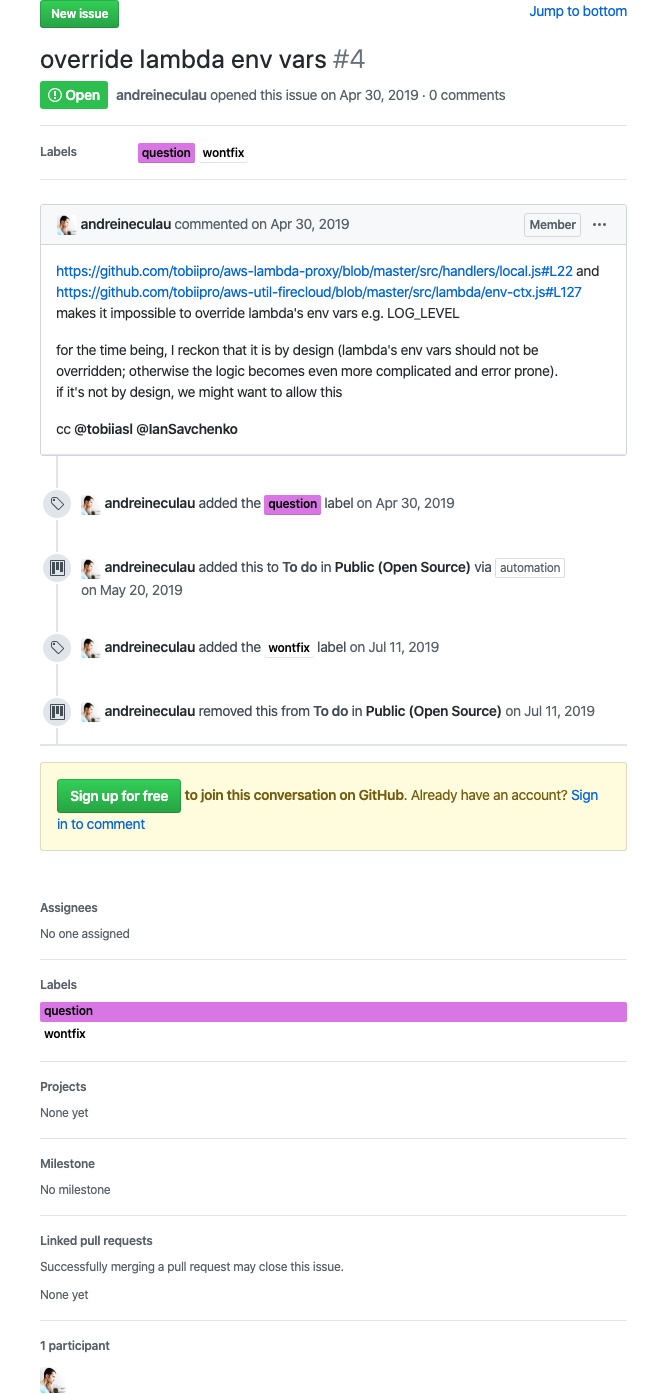 New issue
Jump to bottom
override lambda env vars #4
Open andreineculau opened this issue on Apr 30, 2019 · 0 comments
Labels question wontfix
andreineculau commented on Apr 30, 2019 Member ···
https://github.com/tobiipro/aws-lambda-proxy/blob/master/src/handlers/local.js#L22 and
https://github.com/tobiipro/aws-util-firecloud/blob/master/src/lambda/env-ctx.js#L127
makes it impossible to override lambda's env vars e.g. LOG_LEVEL
for the time being, I reckon that it is by design (lambda's env vars should not be
overridden; otherwise the logic becomes even more complicated and error prone).
if it's not by design, we might want to allow this
cc @tobiiasl @IanSavchenko
andreineculau added the question label on Apr 30, 2019
andreineculau added this to To do in Public (Open Source) via automation
on May 20, 2019
andreineculau added the wontfix label on Jul 11, 2019
andreineculau removed this from To do in Public (Open Source) on Jul 11, 2019
Sign up for free to join this conversation on GitHub. Already have an account? Sign
in to comment
Assignees
No one assigned
Labels
question
wontfix
Projects
None yet
Milestone
No milestone
Linked pull requests
Successfully merging a pull request may close this issue.
None yet
1 participant